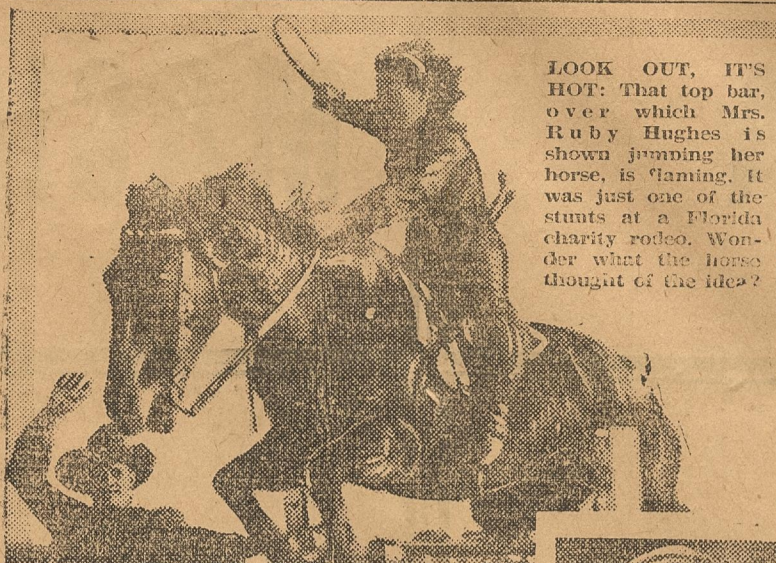 LOOK OUT, IT'S
HOT: That top bar,
over which Mrs.
Ruby Hughes is
shown jumping her
horse, is flaming. It
was just one of the
stunts at a Florida
charity rodeo. Won-
der what the horse
thought of the idea?